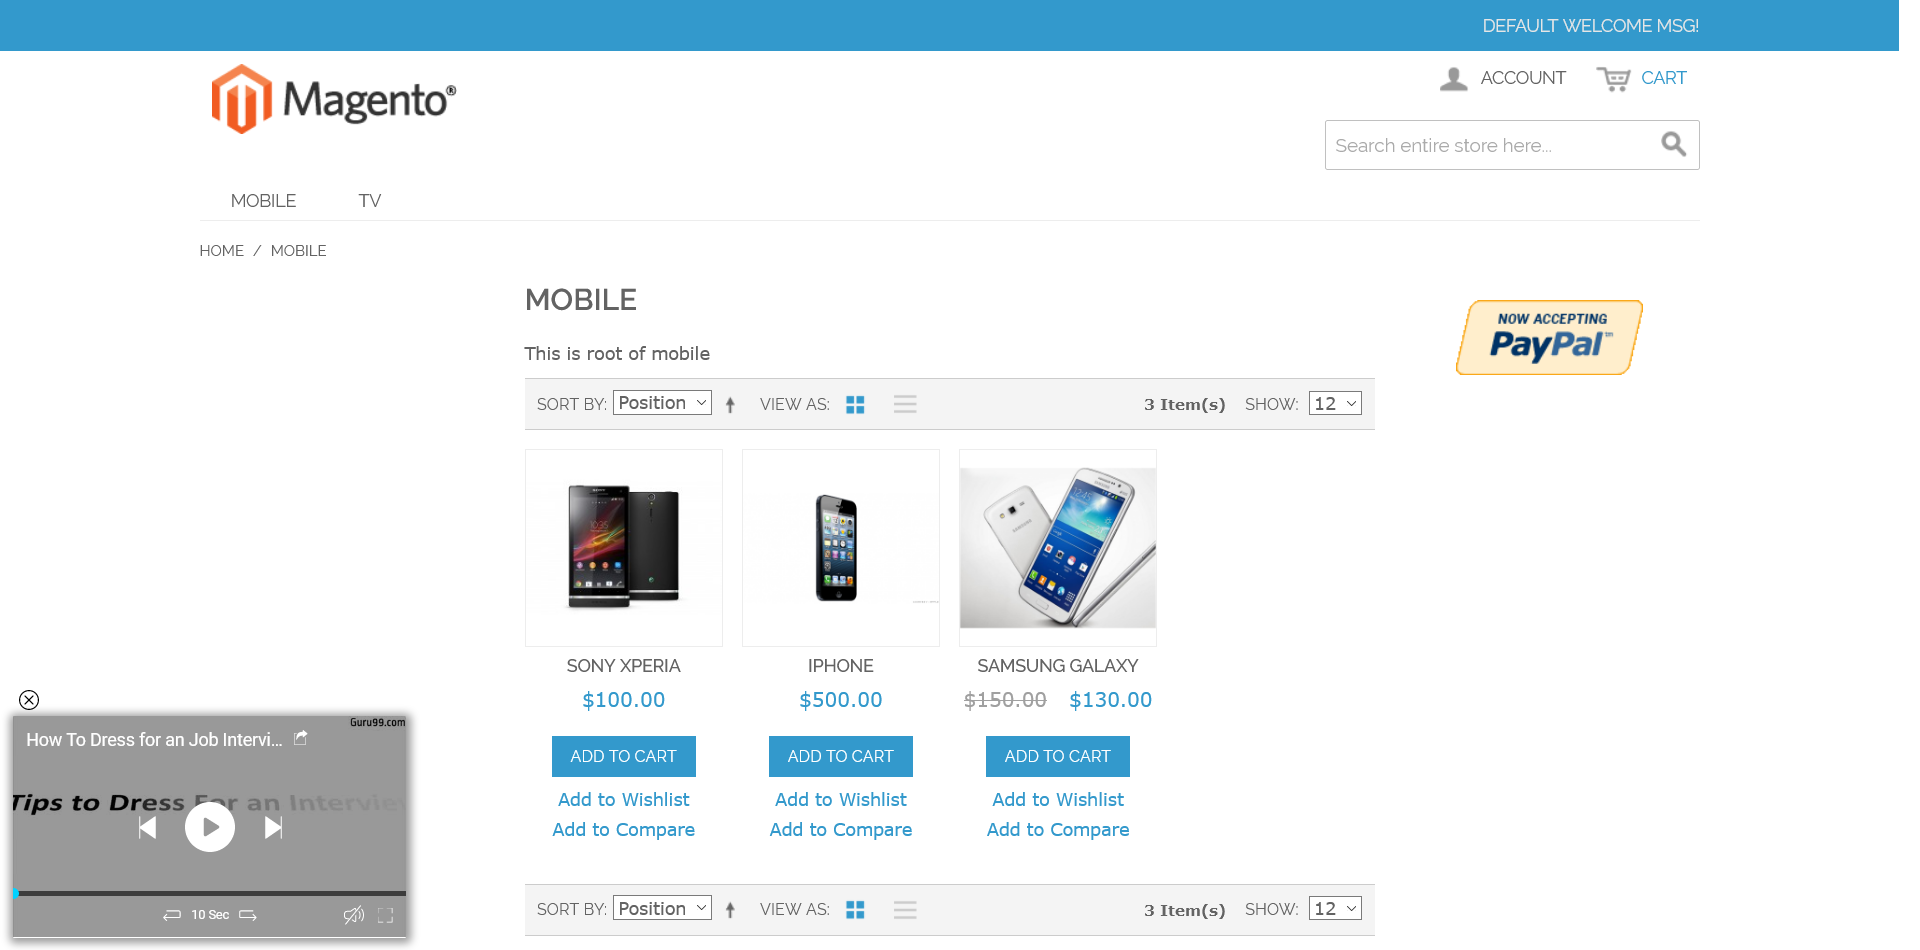 DEFAULT WELCOME MSG!
Magento®
ACCOUNT
CART
Search entire store here...
MOBILE
TV
HOME / MOBILE
MOBILE
NOW ACCEPTING
PayPal™
This is root of mobile
SORT BY: Position VIEW AS: 3 Item(s) SHOW: 12
SONY XPERIA
$100.00
ADD TO CART
Add to Wishlist
Add to Compare
IPHONE
$500.00
ADD TO CART
Add to Wishlist
Add to Compare
SAMSUNG GALAXY
$150.00 $130.00
ADD TO CART
Add to Wishlist
Add to Compare
Guru99.com
How To Dress for an Job Intervi...
Tips to Dress For an Interview
10 Sec
SORT BY: Position VIEW AS: 3 Item(s) SHOW: 12